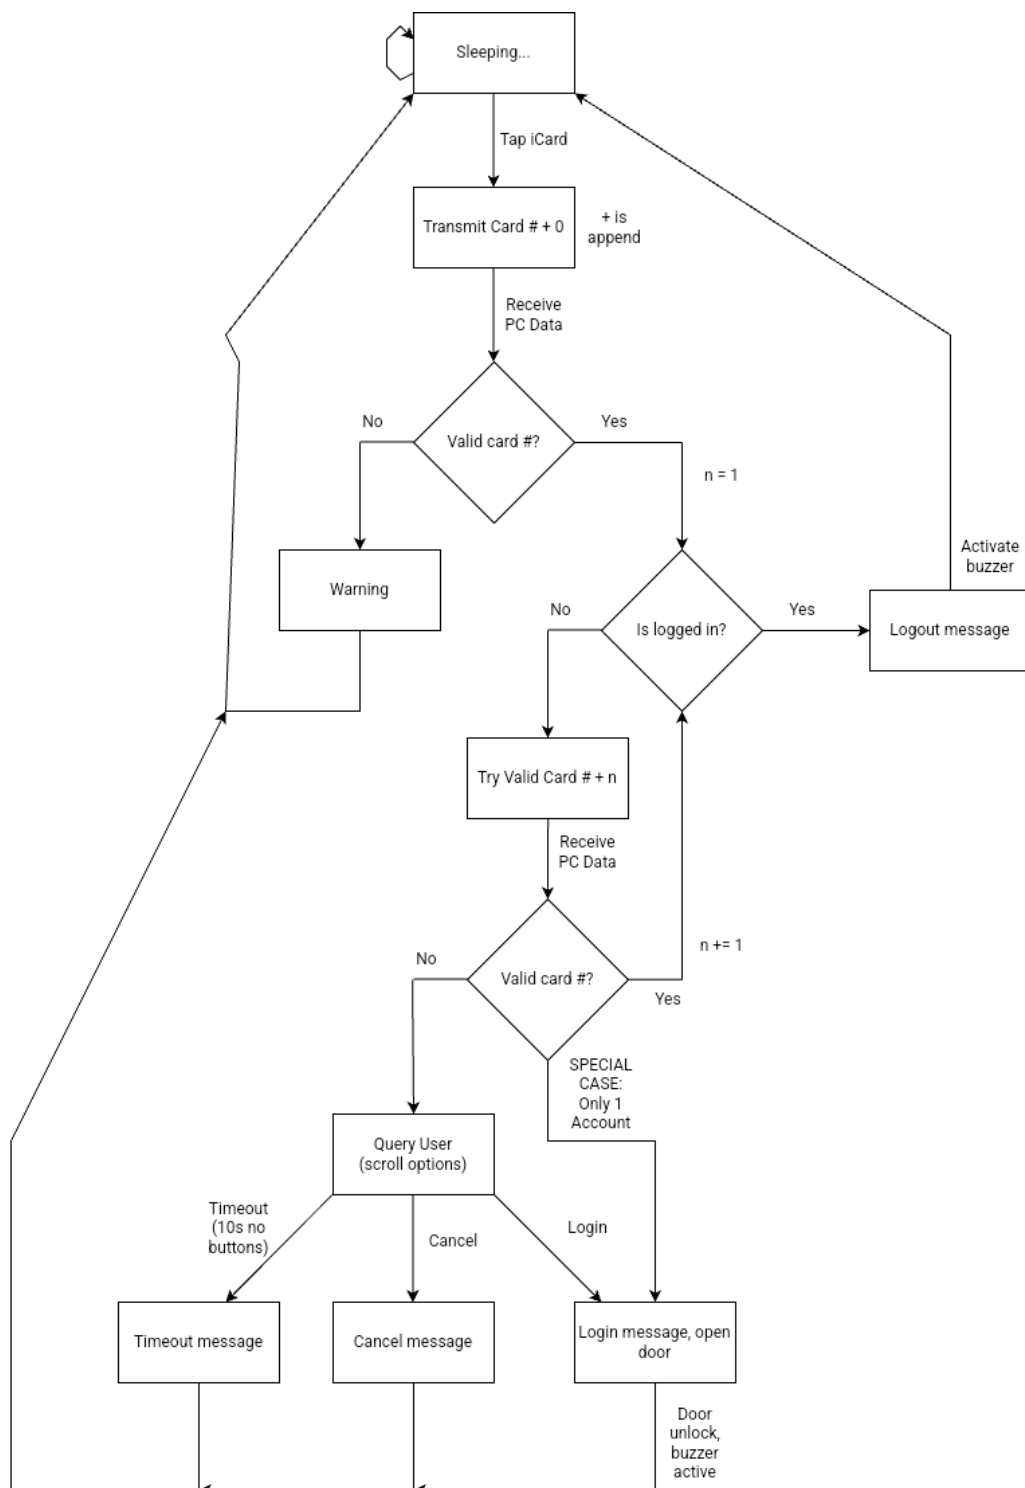 Sleeping...
Tap iCard
Transmit Card # + 0
+ is
append
Receive
PC Data
No
Valid card #?
Yes
n = 1
Warning
Activate
buzzer
No
Is logged in?
Yes
Logout message
Try Valid Card # + n
Receive
PC Data
No
Valid card #?
n += 1
Yes
SPECIAL
CASE:
Only 1
Account
Query User
(scroll options)
Timeout
(10s no
buttons)
Cancel
Login
Timeout message
Cancel message
Login message, open
door
Door
unlock,
buzzer
active